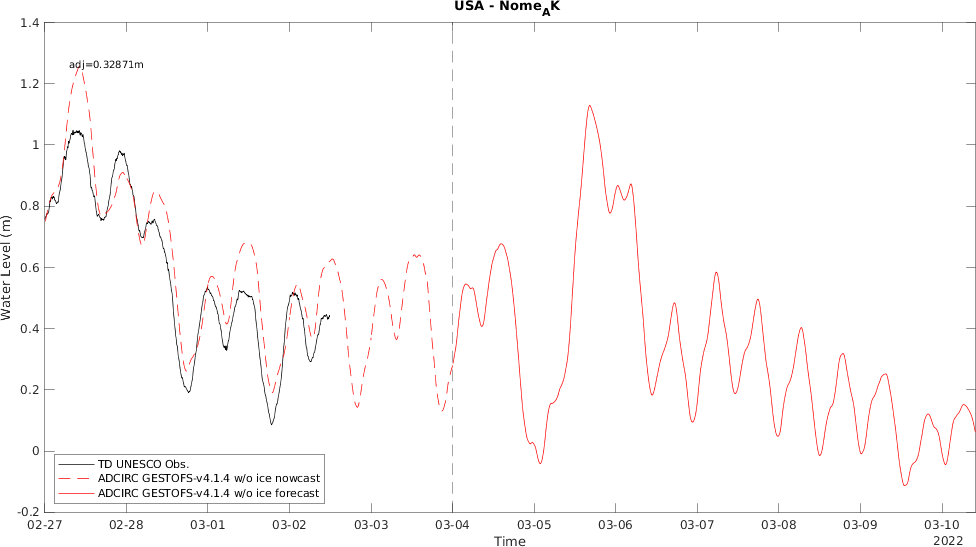 USA - Nome_AK
adj=0.32871m
1.4
1.2
1
0.8
0.6
0.4
0.2
0
-0.2
Water Level (m)
TD UNESCO Obs.
ADCIRC GESTOFS-v4.1.4 w/o ice nowcast
ADCIRC GESTOFS-v4.1.4 w/o ice forecast
02-27 02-28 03-01 03-02 03-03 03-04 03-05 03-06 03-07 03-08 03-09 03-10
Time 2022